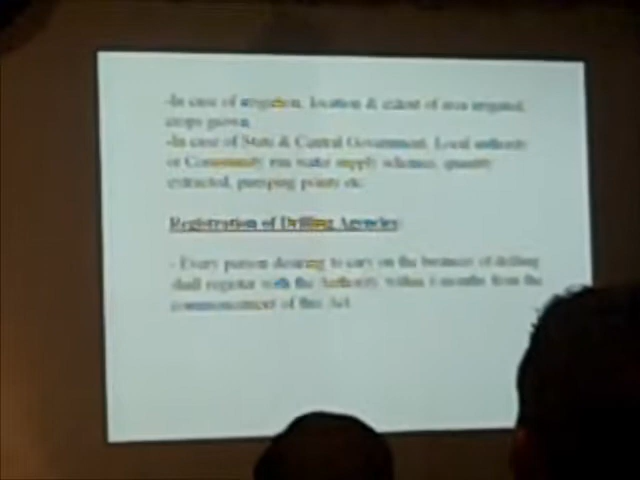 -In case of irrigation, location & extent of area irrigated,
crops grown
-In case of State & Central Government, Local authority
or Community run water supply schemes, quantity
extracted, pumping points etc
Registration of Drilling Agencies:
- Every person desiring to carry on the business of drilling
shall register with the Authority within months from the
commencement of this Act